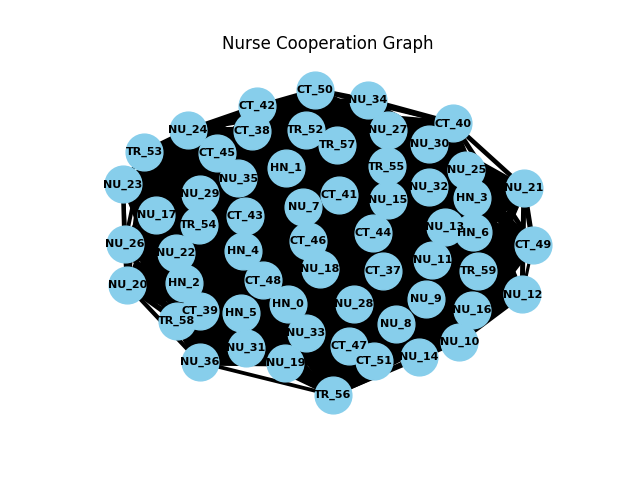 Nurse Cooperation Graph
CT_50
NU_34
CT_42
CT_40
NU_24
CT_38
TR_52
NU_27
TR_57
NU_30
TR_53
CT_45
HN_1
TR_55
NU_25
NU_35
NU_23
NU_32
NU_21
NU_29
CT_41
HN_3
NU_15
NU_7
NU_17
CT_43
TR_54
NU_13
HN_6
CT_44
CT_46
NU_26
CT_49
HN_4
NU_22
NU_11
NU_18
CT_37
TR_59
CT_48
HN_2
NU_20
NU_12
NU_9
HN_0
NU_28
NU_16
CT_39
HN_5
TR_58
NU_8
NU_33
NU_10
CT_47
NU_31
NU_14
CT_51
NU_36
NU_19
TR_56